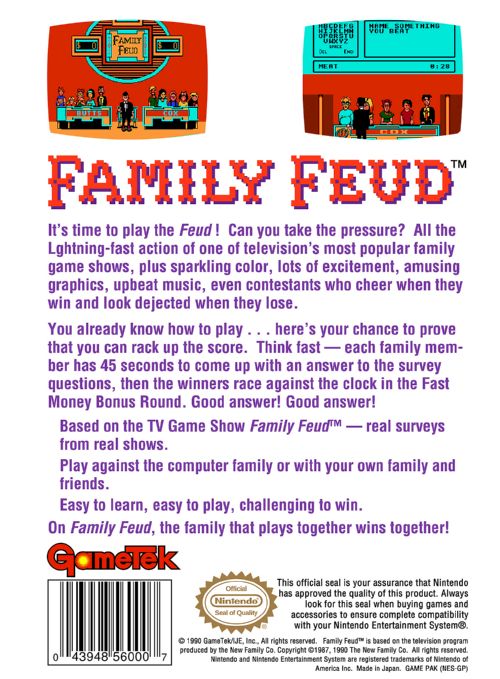 FAMILY
FEUD
BUTTS
COX
ABCDEFG
HIJKLMN
OPQRSTU
VWXYZ
SPACE
DEL END
NAME SOMETHING
YOU BEAT
MEAT 0:28
COX
FAMILY FEUD™
It's time to play the Feud ! Can you take the pressure? All the
Lghtning-fast action of one of television's most popular family
game shows, plus sparkling color, lots of excitement, amusing
graphics, upbeat music, even contestants who cheer when they
win and look dejected when they lose.
You already know how to play . . . here's your chance to prove
that you can rack up the score. Think fast — each family mem-
ber has 45 seconds to come up with an answer to the survey
questions, then the winners race against the clock in the Fast
Money Bonus Round. Good answer! Good answer!
Based on the TV Game Show Family Feud™ — real surveys
from real shows.
Play against the computer family or with your own family and
friends.
Easy to learn, easy to play, challenging to win.
On Family Feud, the family that plays together wins together!
GameTek
0 43948 56000 7
Official
Nintendo
Seal of Quality
This official seal is your assurance that Nintendo
has approved the quality of this product. Always
look for this seal when buying games and
accessories to ensure complete compatibility
with your Nintendo Entertainment System®.
© 1990 GameTek/IJE, Inc., All rights reserved. Family Feud™ is based on the television program
produced by the New Family Co. Copyright ©1987, 1990 The New Family Co. All rights reserved.
Nintendo and Nintendo Entertainment System are registered trademarks of Nintendo of
America Inc. Made in Japan. GAME PAK (NES-GP)